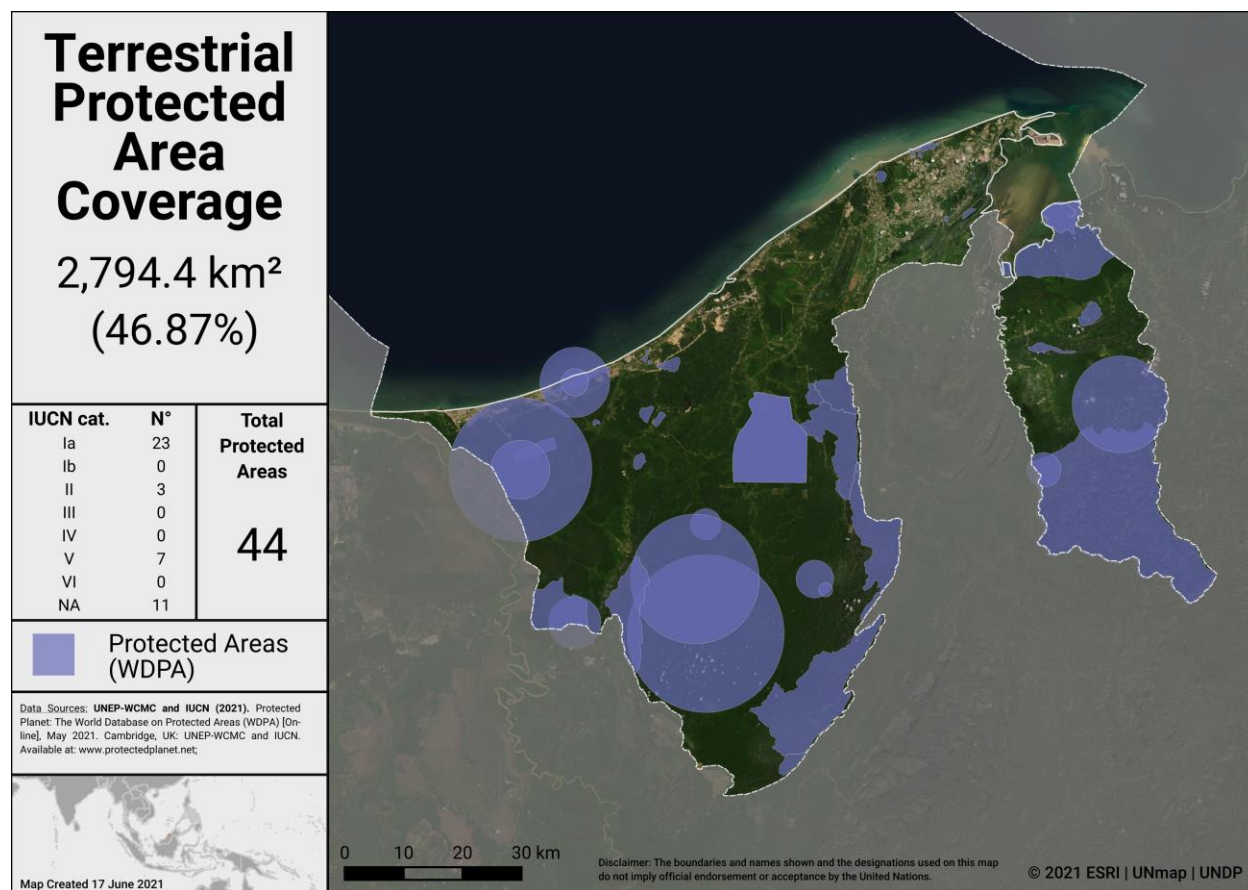 Terrestrial
Protected
Area
Coverage
2,794.4 km²
(46.87%)
IUCN cat. N°
Ia 23
Ib 0
II 3
III 0
IV 0
V 7
VI 0
NA 11
Total
Protected
Areas
44
Protected Areas
(WDPA)
Data Sources: UNEP-WCMC and IUCN (2021). Protected
Planet: The World Database on Protected Areas (WDPA) [On-
line], May 2021. Cambridge, UK: UNEP-WCMC and IUCN.
Available at: www.protectedplanet.net;
Map Created 17 June 2021
0 10 20 30 km
Disclaimer: The boundaries and names shown and the designations used on this map
do not imply official endorsement or acceptance by the United Nations.
© 2021 ESRI | UNmap | UNDP